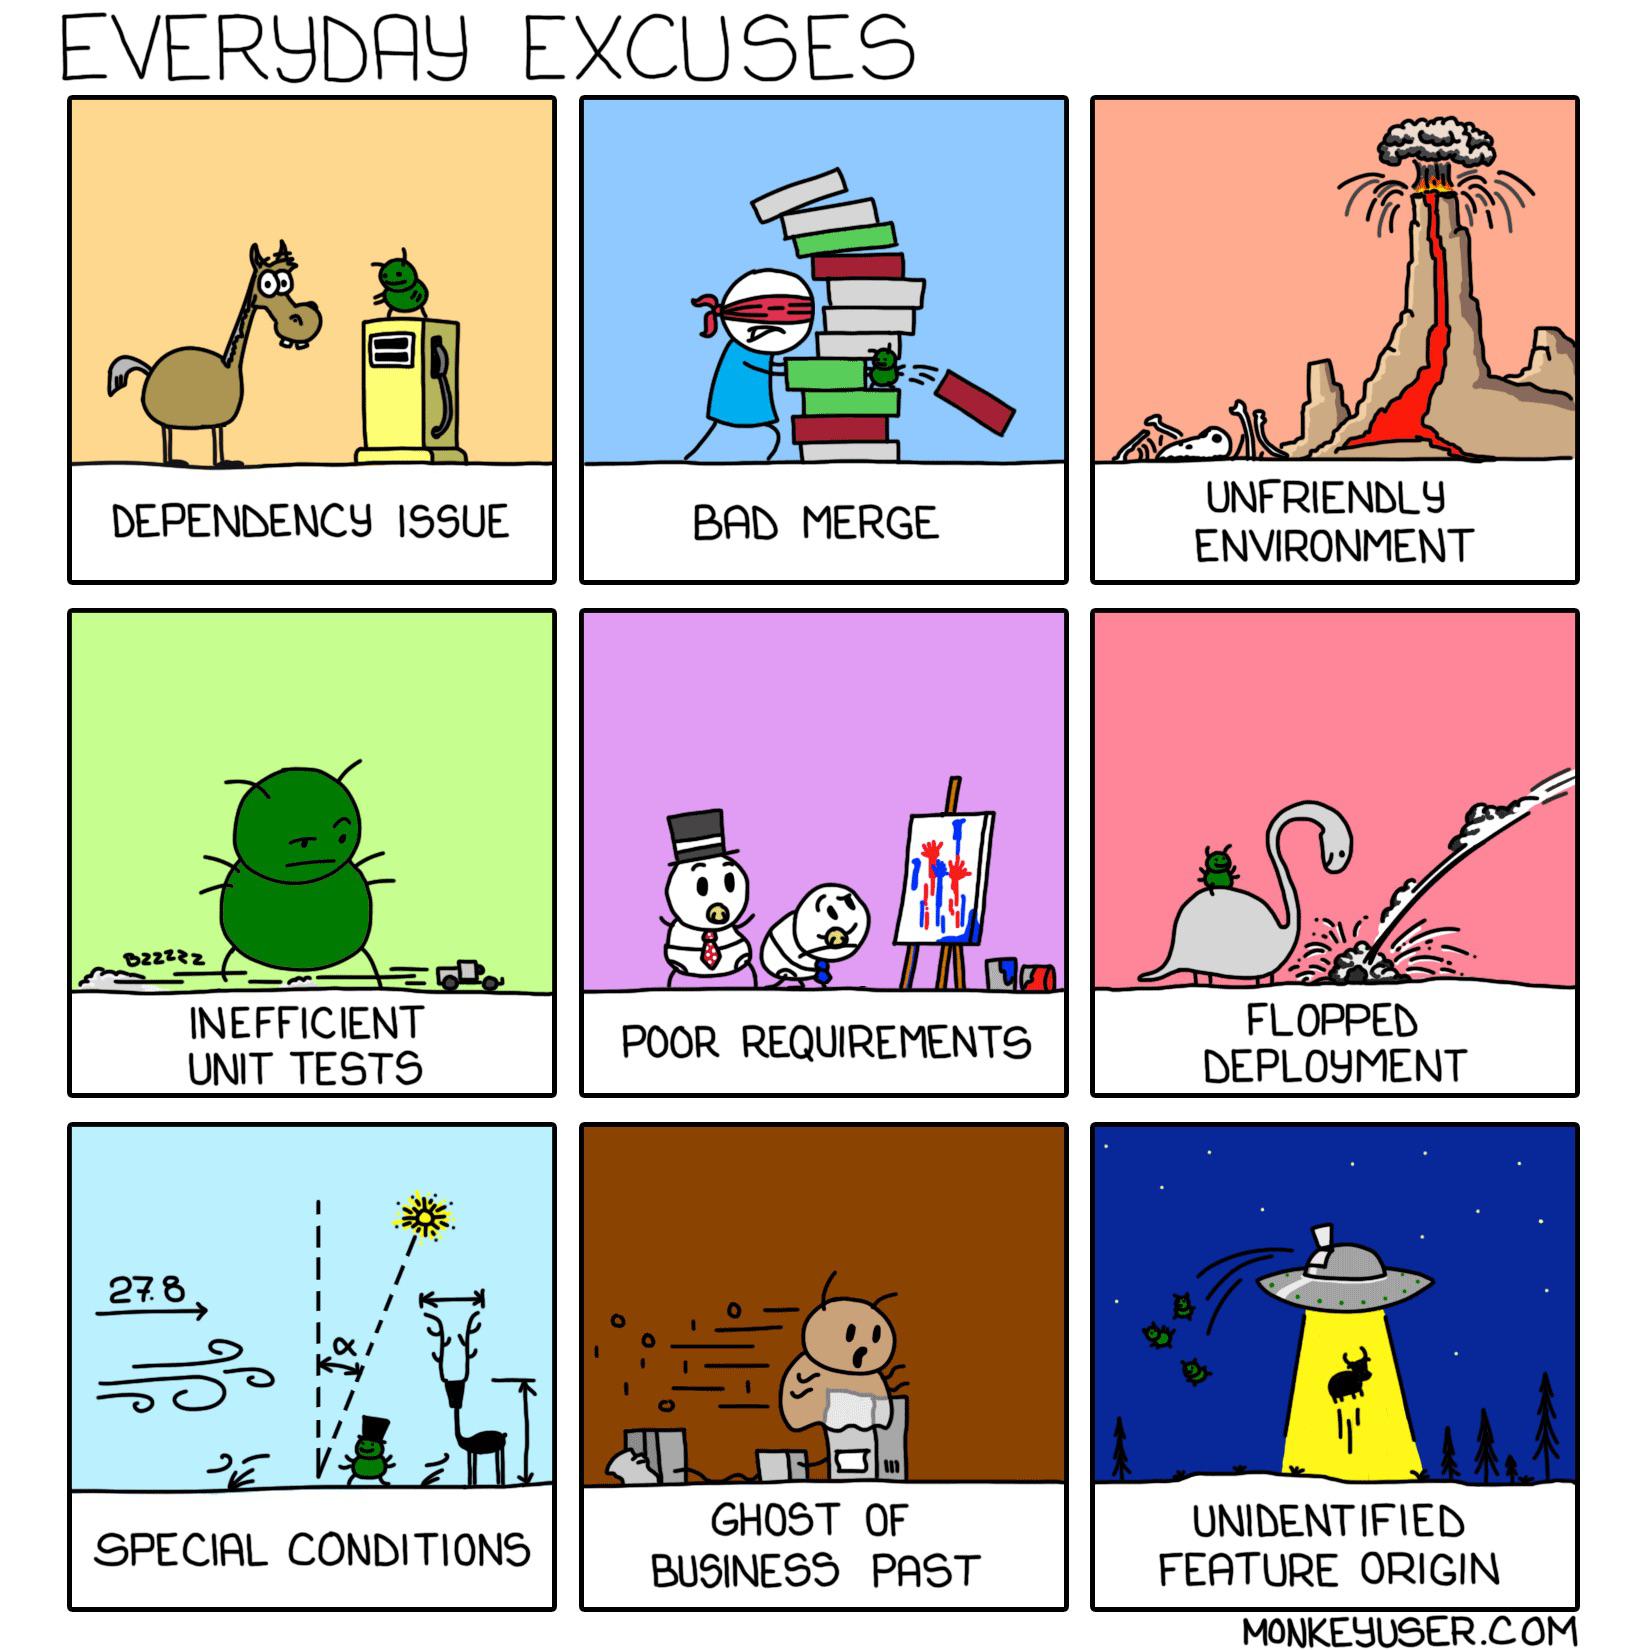 EVERYDAY EXCUSES
DEPENDENCY ISSUE
BAD MERGE
UNFRIENDLY
ENVIRONMENT
BZZZZZ
INEFFICIENT
UNIT TESTS
POOR REQUIREMENTS
FLOPPED
DEPLOYMENT
27.8
α
SPECIAL CONDITIONS
GHOST OF
BUSINESS PAST
UNIDENTIFIED
FEATURE ORIGIN
MONKEYUSER.COM